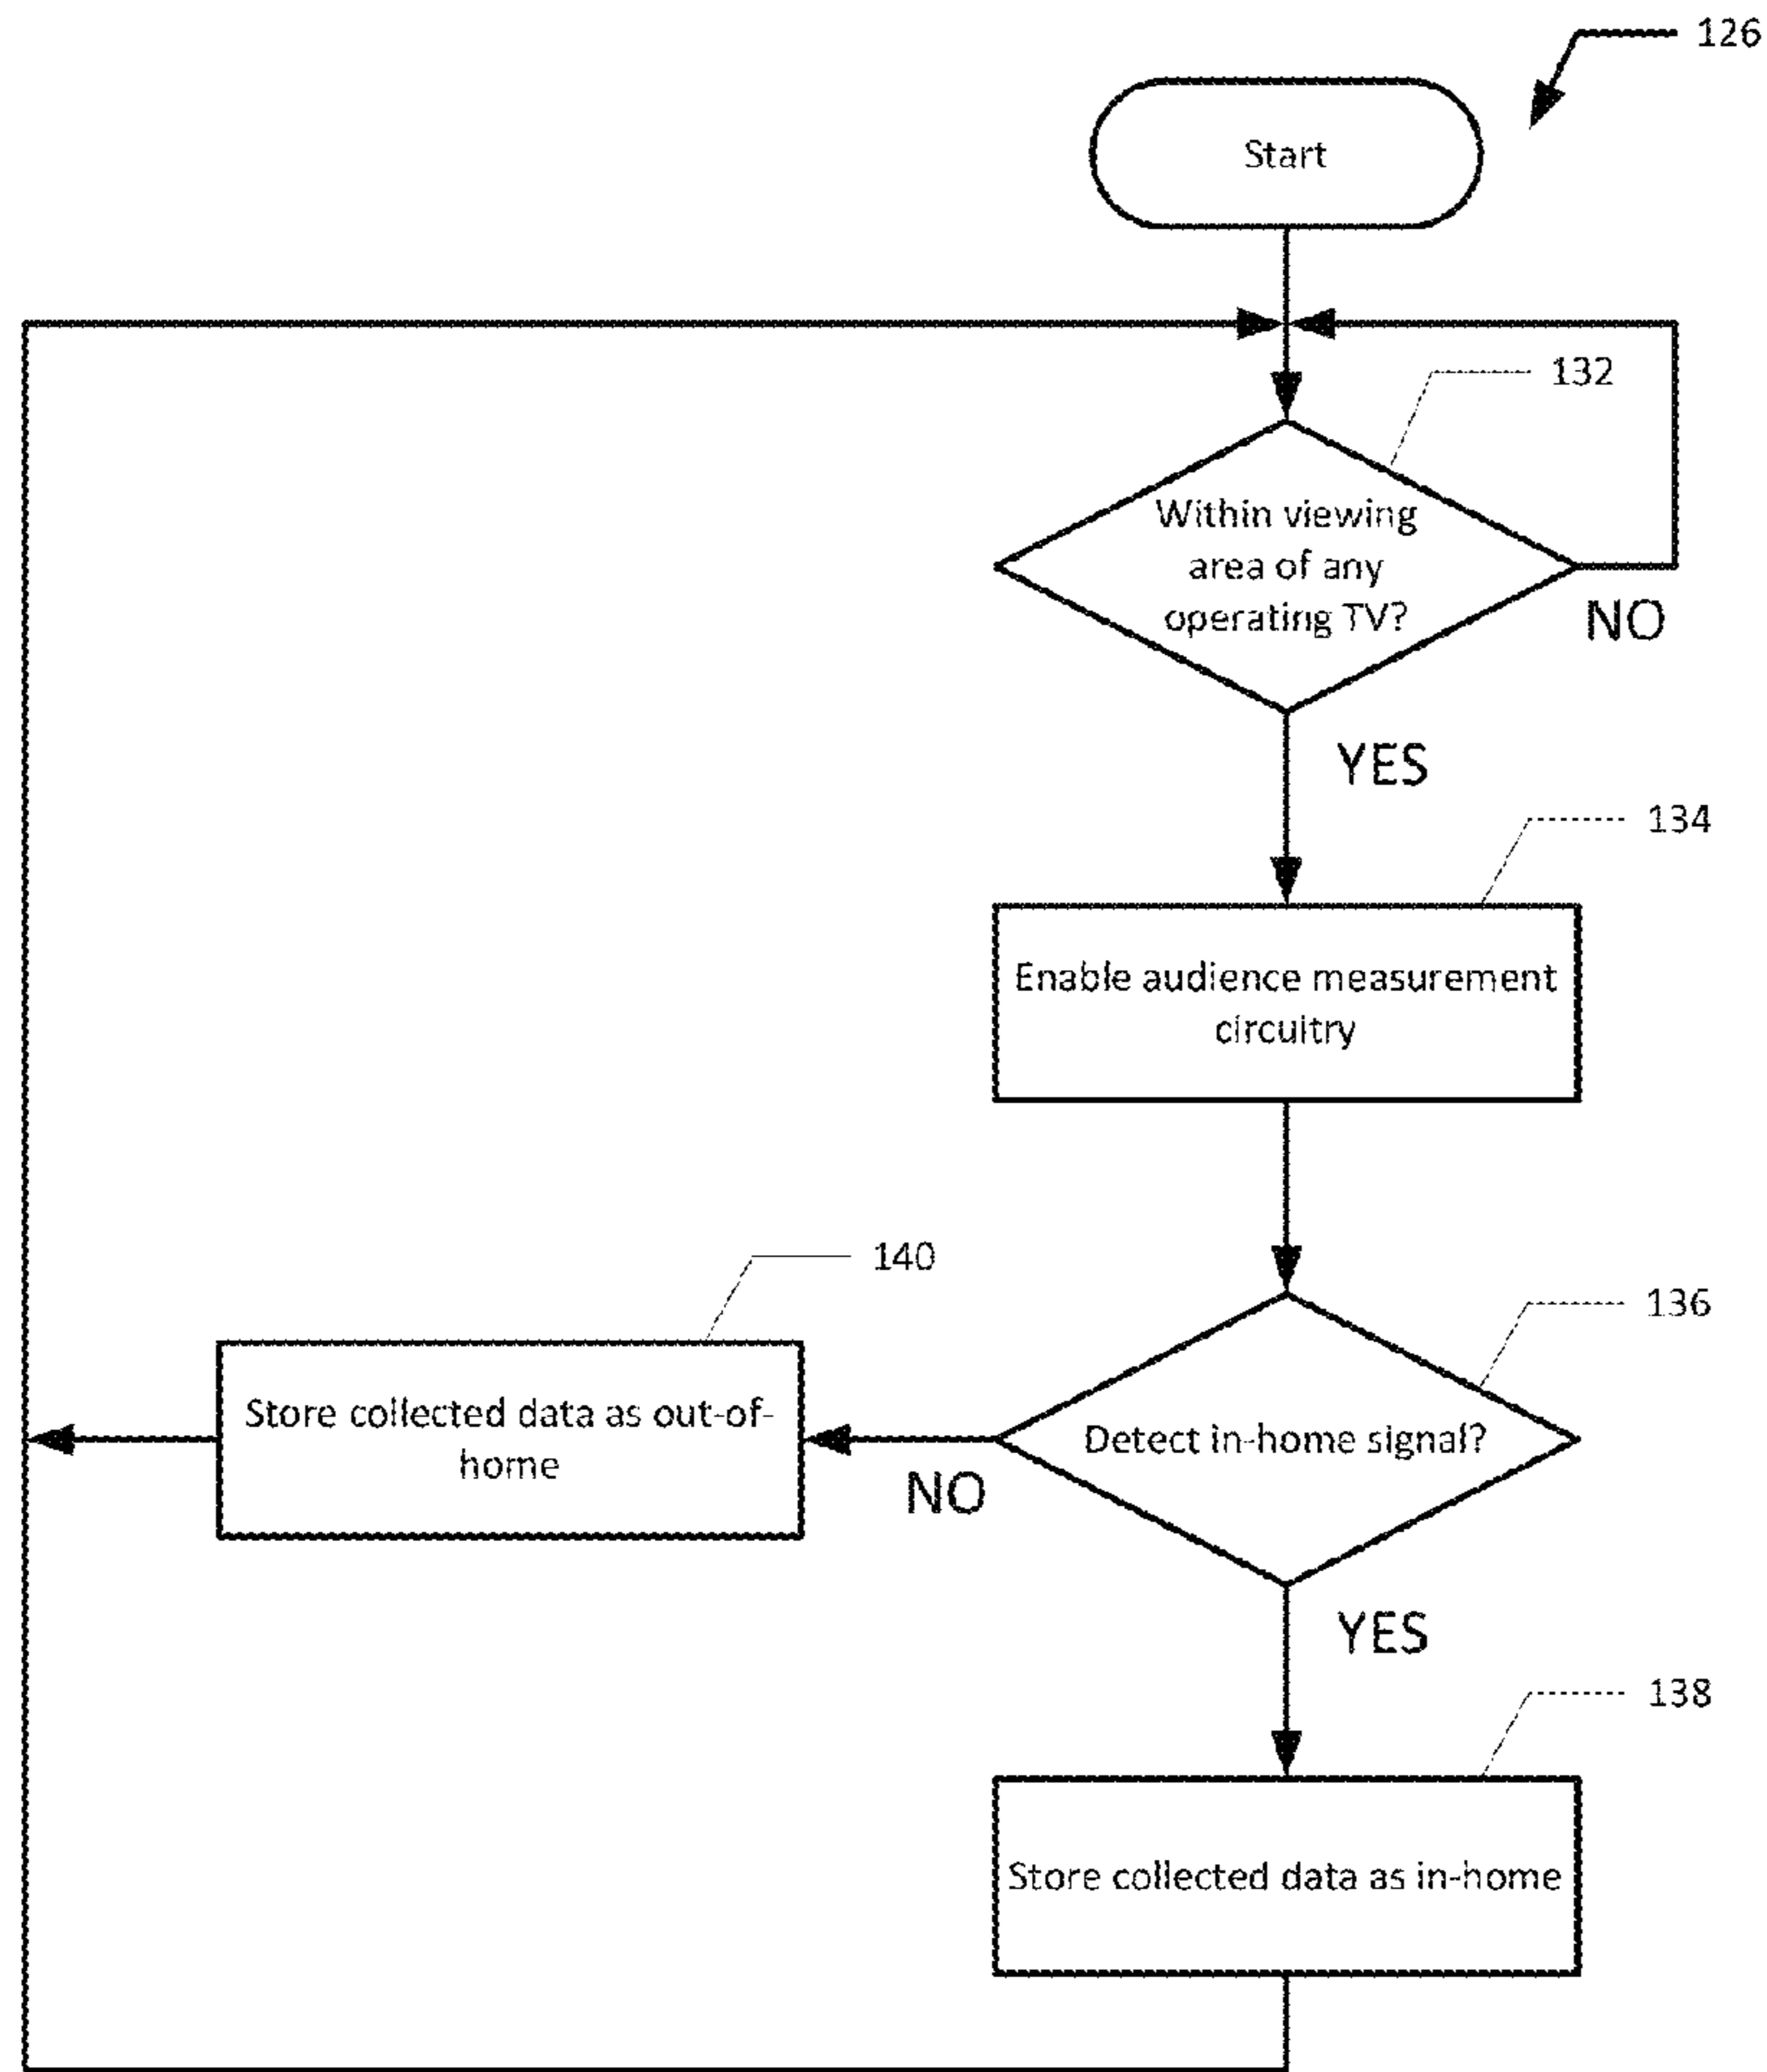 126
Start
132
Within viewing
area of any
operating TV?
NO
YES
134
Enable audience measurement
circuitry
140
136
Store collected data as out-of-
home
Detect in-home signal?
NO
YES
138
Store collected data as in-home